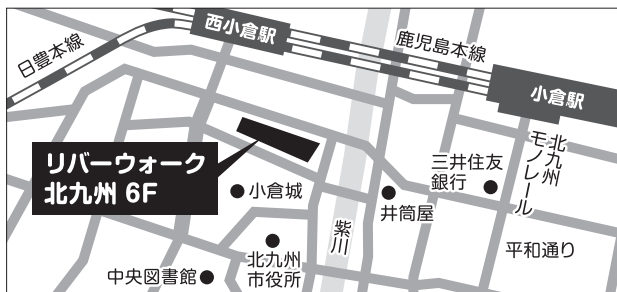 西小倉駅
日豊本線
鹿児島本線
小倉駅
リバーウォーク
北九州 6F
小倉城
紫川
井筒屋
三井住友
銀行
北九州
モノレール
平和通り
北九州
市役所
中央図書館